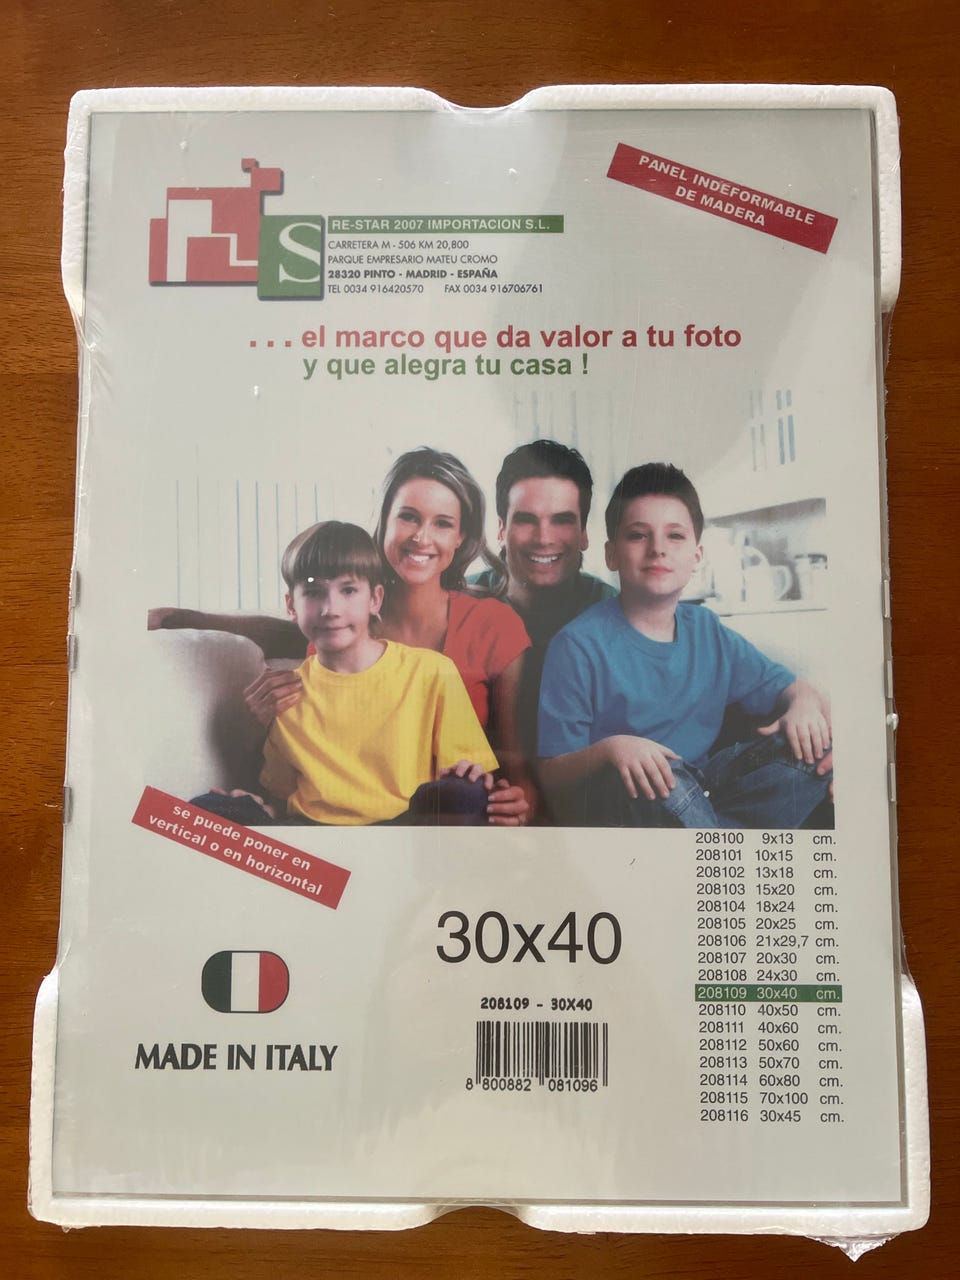 PANEL INDEFORMABLE
DE MADERA
S
RE-STAR 2007 IMPORTACION S.L.
CARRETERA M - 506 KM 20,800
PARQUE EMPRESARIO MATEU CROMO
28320 PINTO - MADRID - ESPAÑA
TEL 0034 916420570 FAX 0034 916706761
...el marco que da valor a tu foto
y que alegra tu casa !
se puede poner en
vertical o en horizontal
MADE IN ITALY
30x40
208109 - 30X40
8 800882 081096
208100 9x13 cm.
208101 10x15 cm.
208102 13x18 cm.
208103 15x20 cm.
208104 18x24 cm.
208105 20x25 cm.
208106 21x29,7 cm.
208107 20x30 cm.
208108 24x30 cm.
208109 30x40 cm.
208110 40x50 cm.
208111 40x60 cm.
208112 50x60 cm.
208113 50x70 cm.
208114 60x80 cm.
208115 70x100 cm.
208116 30x45 cm.